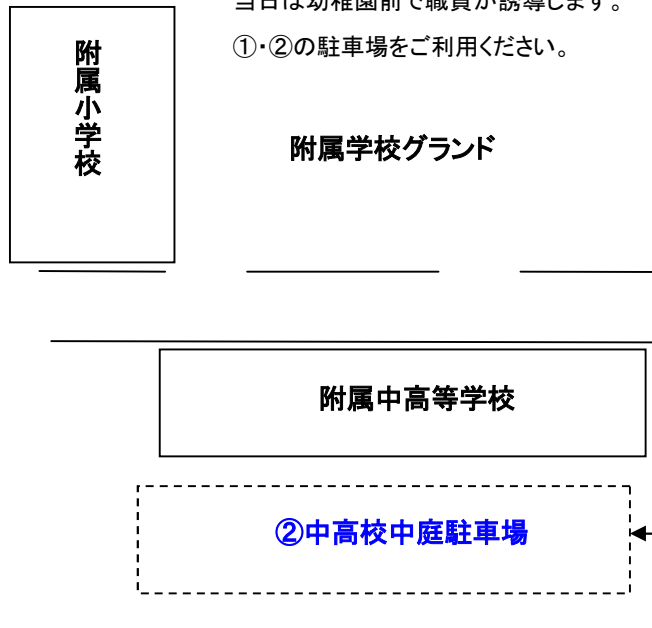 当日は幼稚園前で職員が誘導します。
①・②の駐車場をご利用ください。
附属小学校
附属学校グランド
附属中高等学校
②中高校中庭駐車場